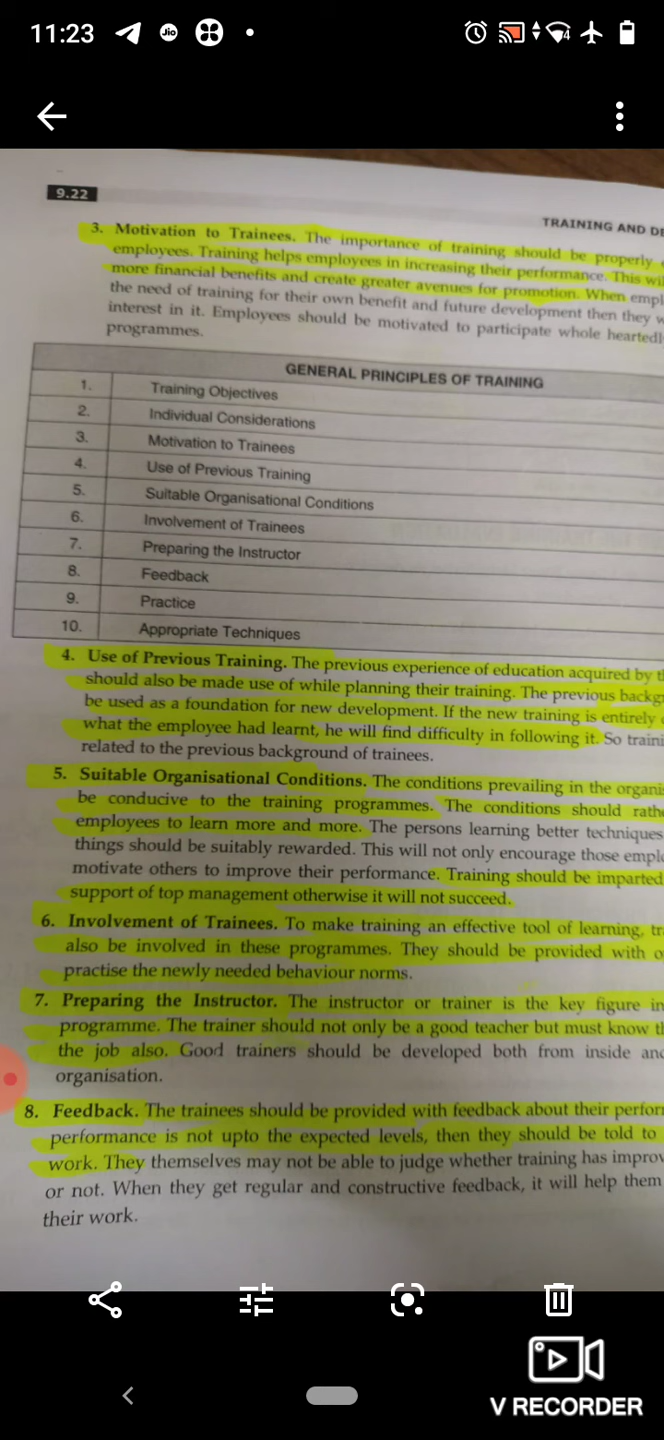 11:23
Jio
4
9.22
TRAINING AND
3. Motivation to Trainees. The importance of training should be properly
employees. Training helps employees in increasing their performance. This
more financial benefits and create greater avenues for promotion. When
the need of training for their own benefit and future development then they
interest in it. Employees should be motivated to participate whole
programmes.
GENERAL PRINCIPLES OF TRAINING
1. Training Objectives
2. Individual Considerations
3. Motivation to Trainees
4. Use of Previous Training
5. Suitable Organisational Conditions
6. Involvement of Trainees
7. Preparing the Instructor
8. Feedback
9. Practice
10. Appropriate Techniques
4. Use of Previous Training. The previous experience of education acquired by
should also be made use of while planning their training. The previous
be used as a foundation for new development. If the new training is entirely
what the employee had learnt, he will find difficulty in following it. So
related to the previous background of trainees.
5. Suitable Organisational Conditions. The conditions prevailing in the
be conducive to the training programmes. The conditions should
employees to learn more and more. The persons learning better techniques
things should be suitably rewarded. This will not only encourage those
motivate others to improve their performance. Training should be imparted
support of top management otherwise it will not succeed.
6. Involvement of Trainees. To make training an effective tool of learning,
also be involved in these programmes. They should be provided with
practise the newly needed behaviour norms.
7. Preparing the Instructor. The instructor or trainer is the key figure in
programme. The trainer should not only be a good teacher but must know
the job also. Good trainers should be developed both from inside
organisation.
8. Feedback. The trainees should be provided with feedback about their
performance is not upto the expected levels, then they should be told to
work. They themselves may not be able to judge whether training has
or not. When they get regular and constructive feedback, it will help them
their work.
V RECORDER